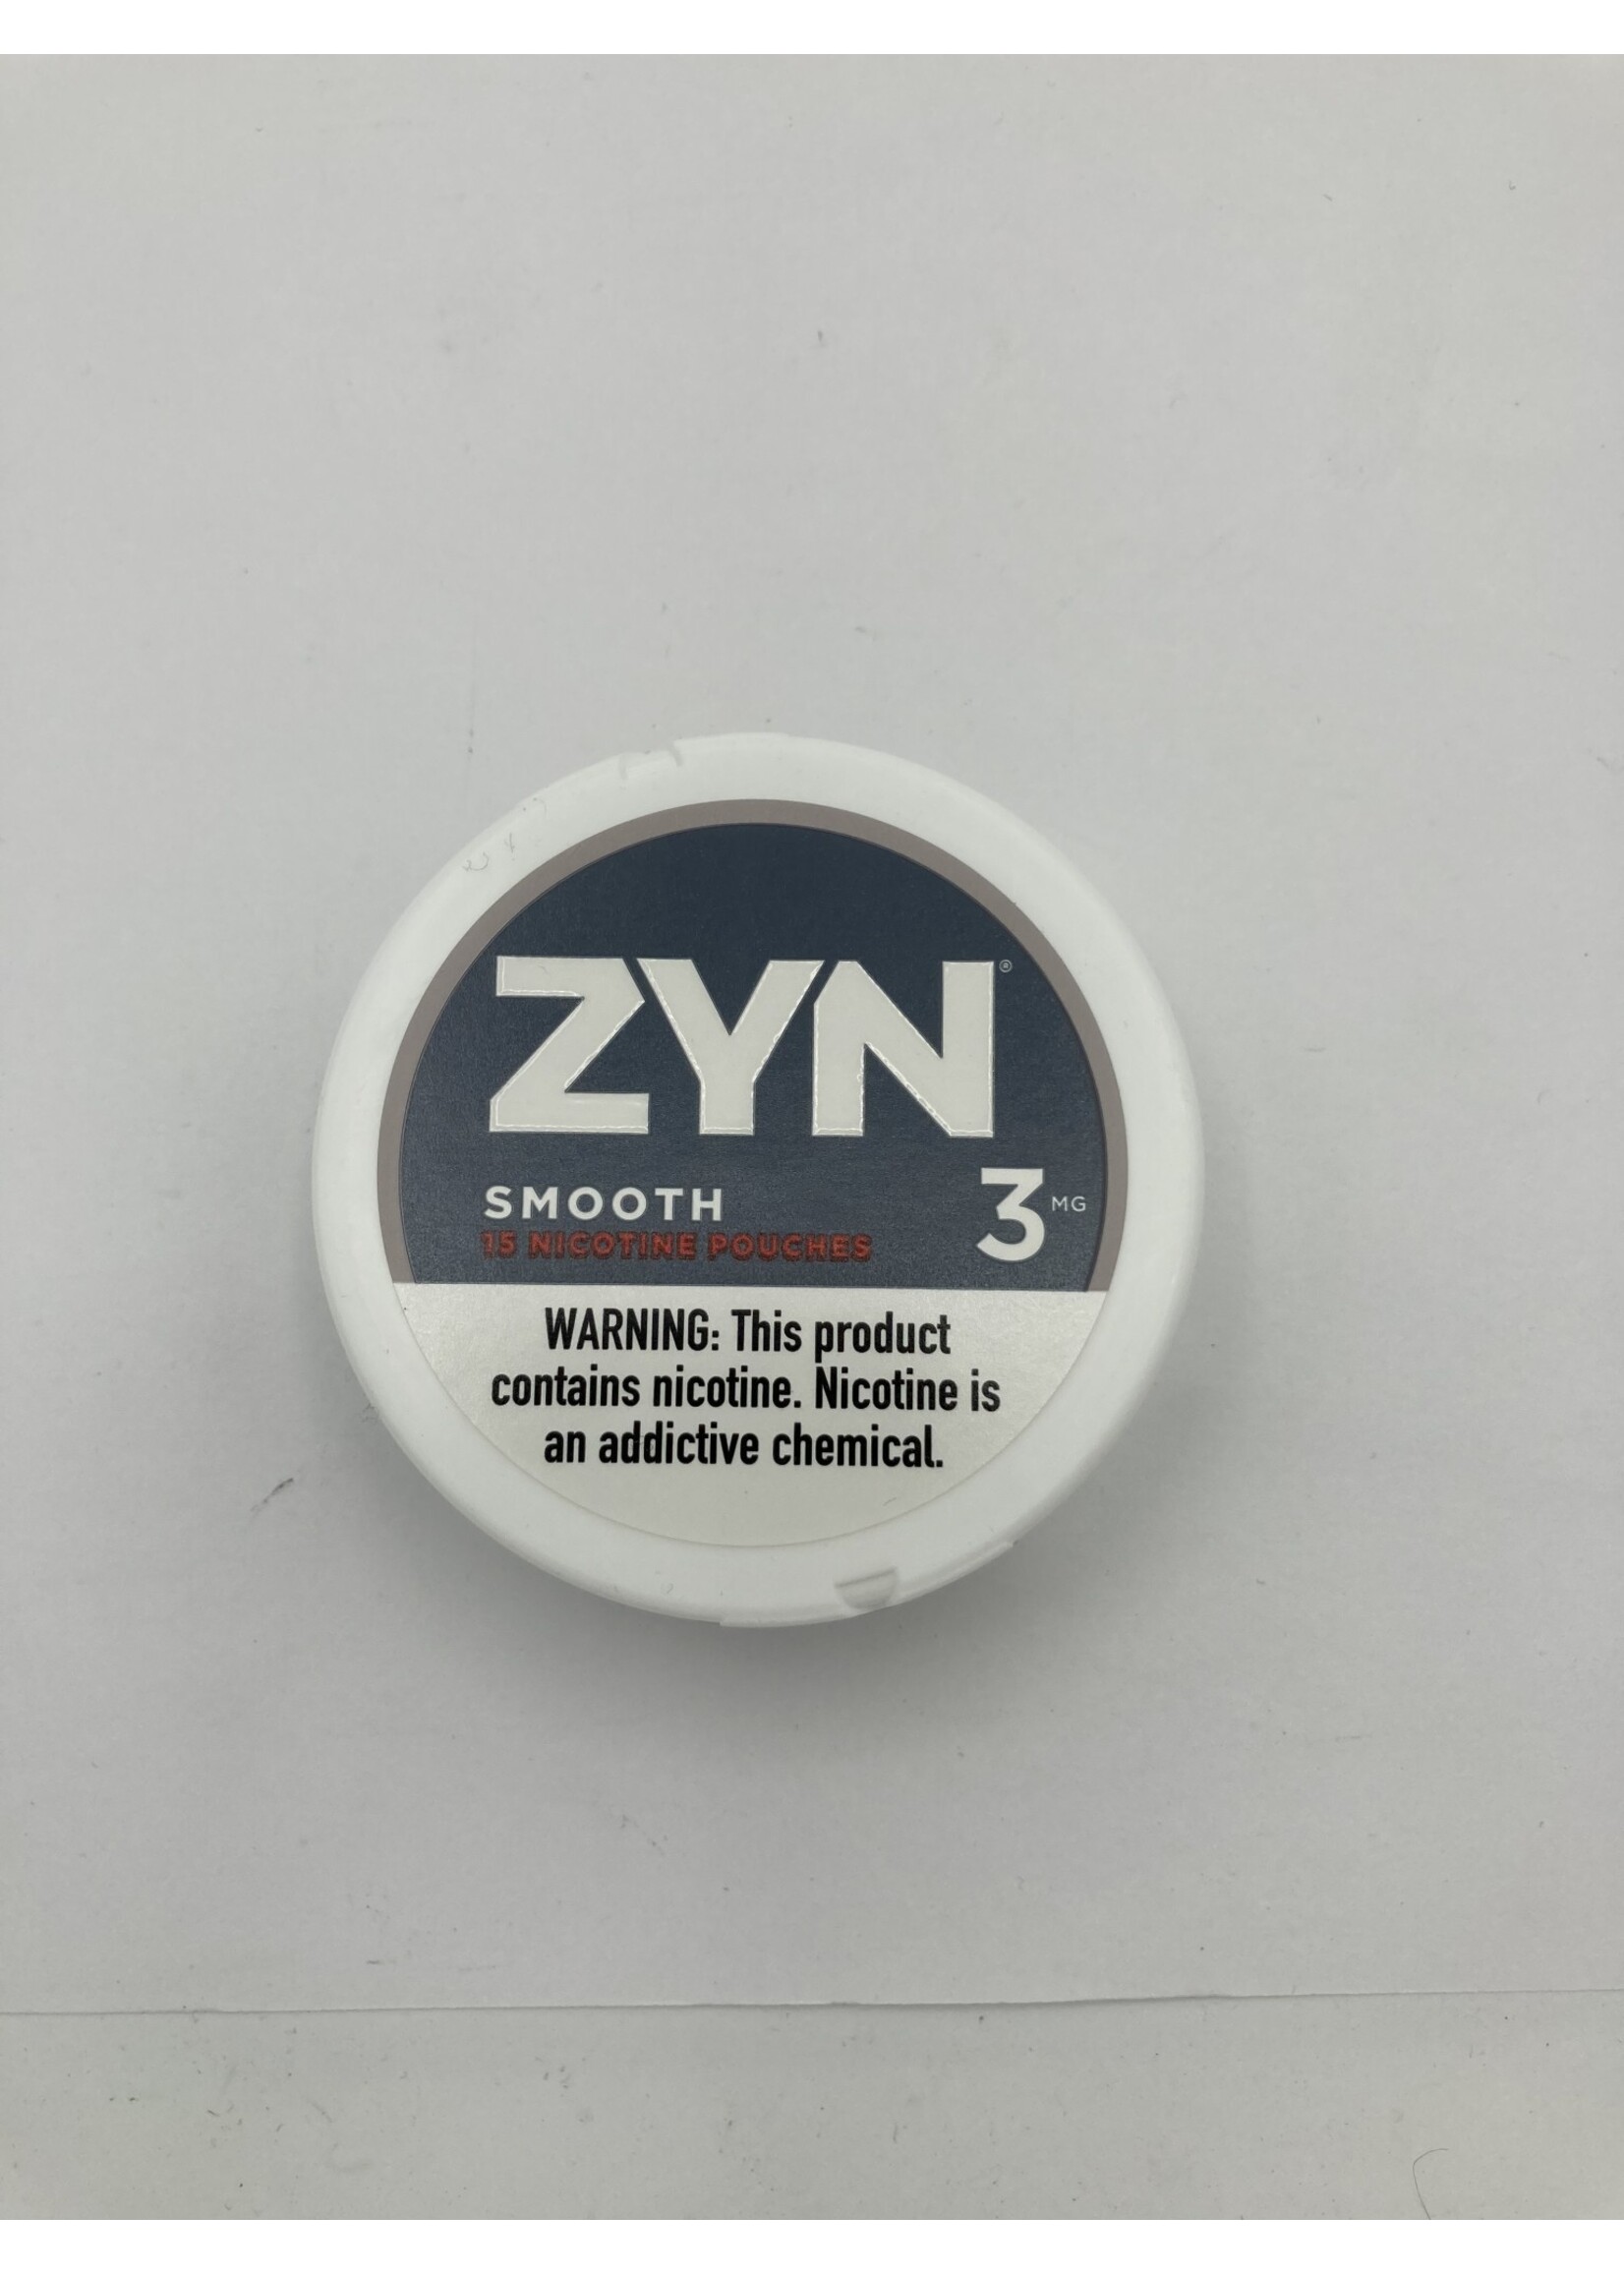 ZYN®
SMOOTH
3 MG
15 NICOTINE POUCHES
WARNING: This product
contains nicotine. Nicotine is
an addictive chemical.